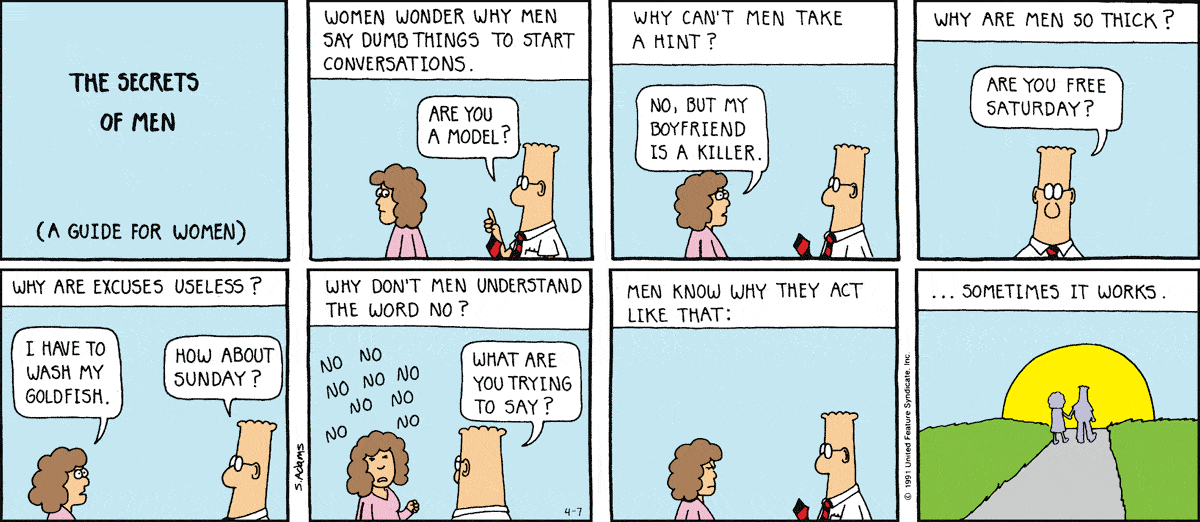 THE SECRETS
OF MEN
(A GUIDE FOR WOMEN)
WOMEN WONDER WHY MEN
SAY DUMB THINGS TO START
CONVERSATIONS.
ARE YOU
A MODEL?
WHY CAN'T MEN TAKE
A HINT?
NO, BUT MY
BOYFRIEND
IS A KILLER.
WHY ARE MEN SO THICK?
ARE YOU FREE
SATURDAY?
WHY ARE EXCUSES USELESS?
I HAVE TO
WASH MY
GOLDFISH.
HOW ABOUT
SUNDAY?
S.Adams
WHY DON'T MEN UNDERSTAND
THE WORD NO?
NO NO
NO NO NO
NO NO
NO NO
WHAT ARE
YOU TRYING
TO SAY?
4-7
MEN KNOW WHY THEY ACT
LIKE THAT:
© 1991 United Feature Syndicate, Inc.
... SOMETIMES IT WORKS.